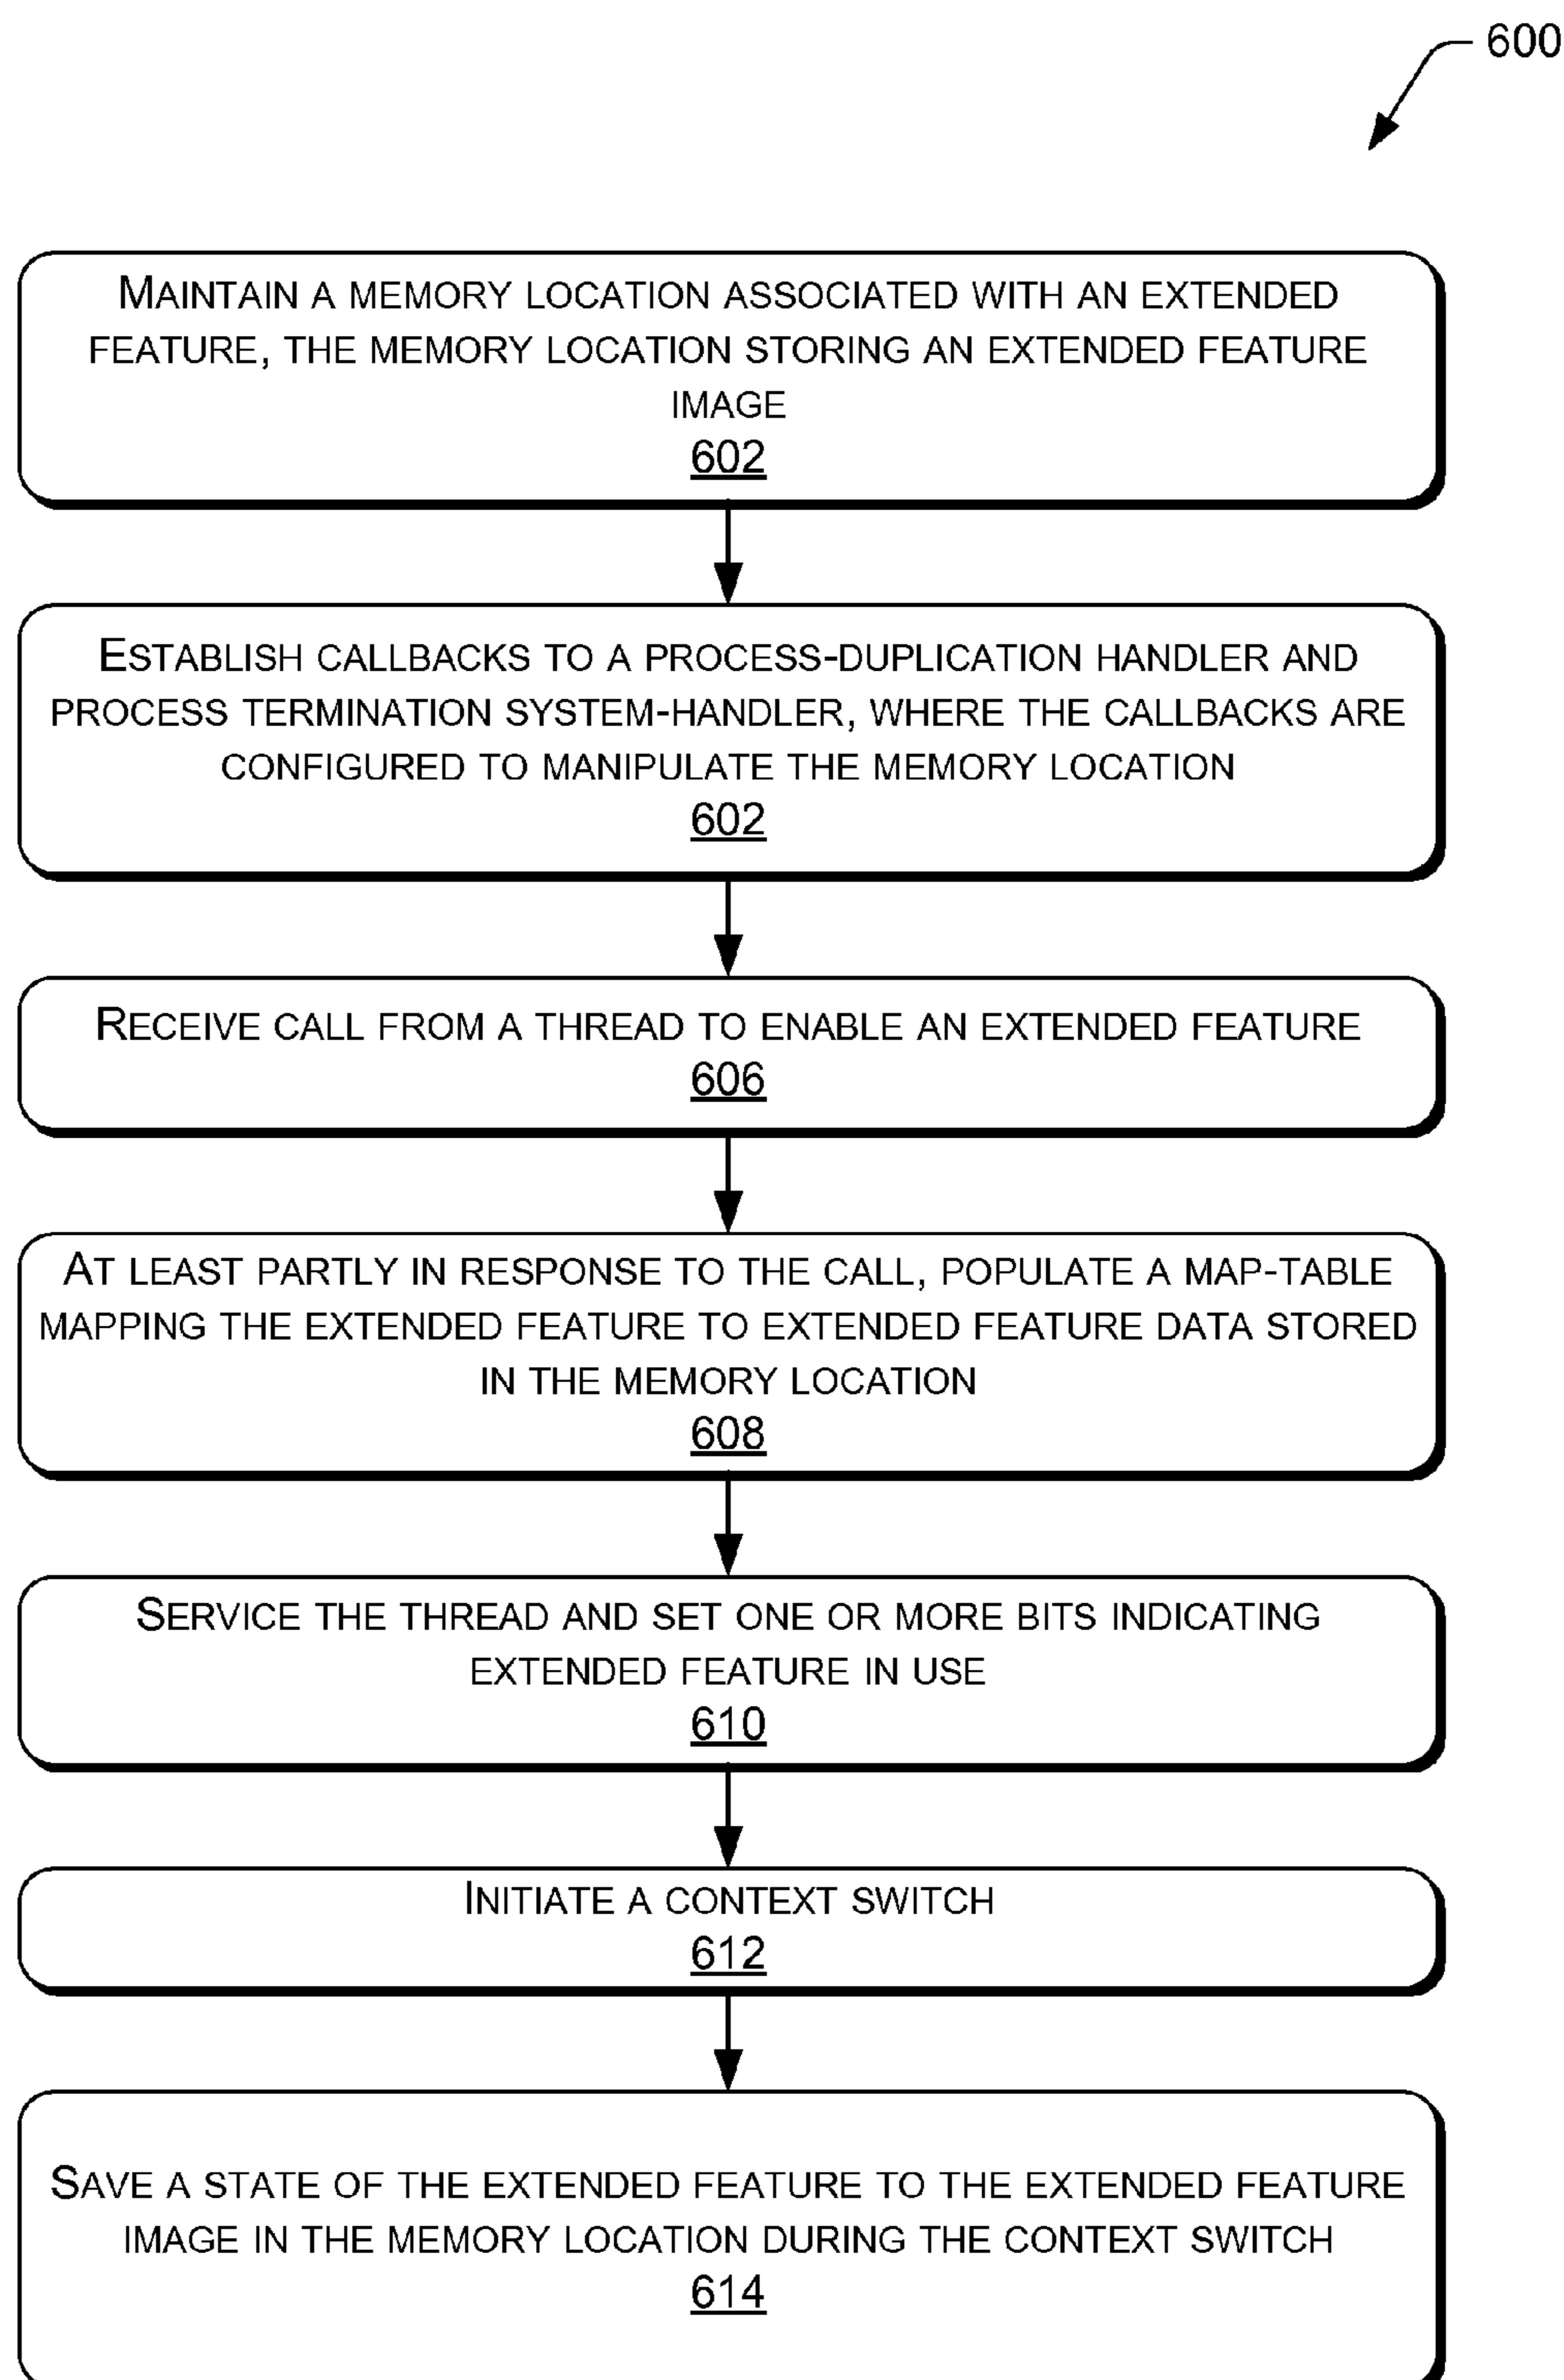 600
MAINTAIN A MEMORY LOCATION ASSOCIATED WITH AN EXTENDED
FEATURE, THE MEMORY LOCATION STORING AN EXTENDED FEATURE
IMAGE
602
ESTABLISH CALLBACKS TO A PROCESS-DUPLICATION HANDLER AND
PROCESS TERMINATION SYSTEM-HANDLER, WHERE THE CALLBACKS ARE
CONFIGURED TO MANIPULATE THE MEMORY LOCATION
602
RECEIVE CALL FROM A THREAD TO ENABLE AN EXTENDED FEATURE
606
AT LEAST PARTLY IN RESPONSE TO THE CALL, POPULATE A MAP-TABLE
MAPPING THE EXTENDED FEATURE TO EXTENDED FEATURE DATA STORED
IN THE MEMORY LOCATION
608
SERVICE THE THREAD AND SET ONE OR MORE BITS INDICATING
EXTENDED FEATURE IN USE
610
INITIATE A CONTEXT SWITCH
612
SAVE A STATE OF THE EXTENDED FEATURE TO THE EXTENDED FEATURE
IMAGE IN THE MEMORY LOCATION DURING THE CONTEXT SWITCH
614